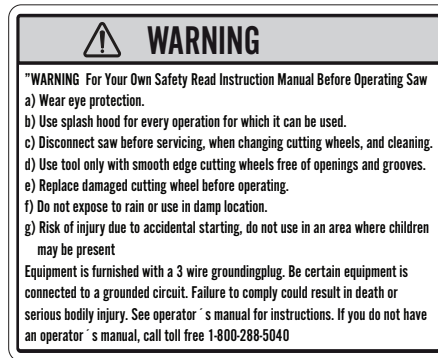 WARNING
"WARNING For Your Own Safety Read Instruction Manual Before Operating Saw
a) Wear eye protection.
b) Use splash hood for every operation for which it can be used.
c) Disconnect saw before servicing, when changing cutting wheels, and cleaning.
d) Use tool only with smooth edge cutting wheels free of openings and grooves.
e) Replace damaged cutting wheel before operating.
f) Do not expose to rain or use in damp location.
g) Risk of injury due to accidental starting, do not use in an area where children
may be present
Equipment is furnished with a 3 wire groundingplug. Be certain equipment is
connected to a grounded circuit. Failure to comply could result in death or
serious bodily injury. See operator ´ s manual for instructions. If you do not have
an operator ´ s manual, call toll free 1-800-288-5040